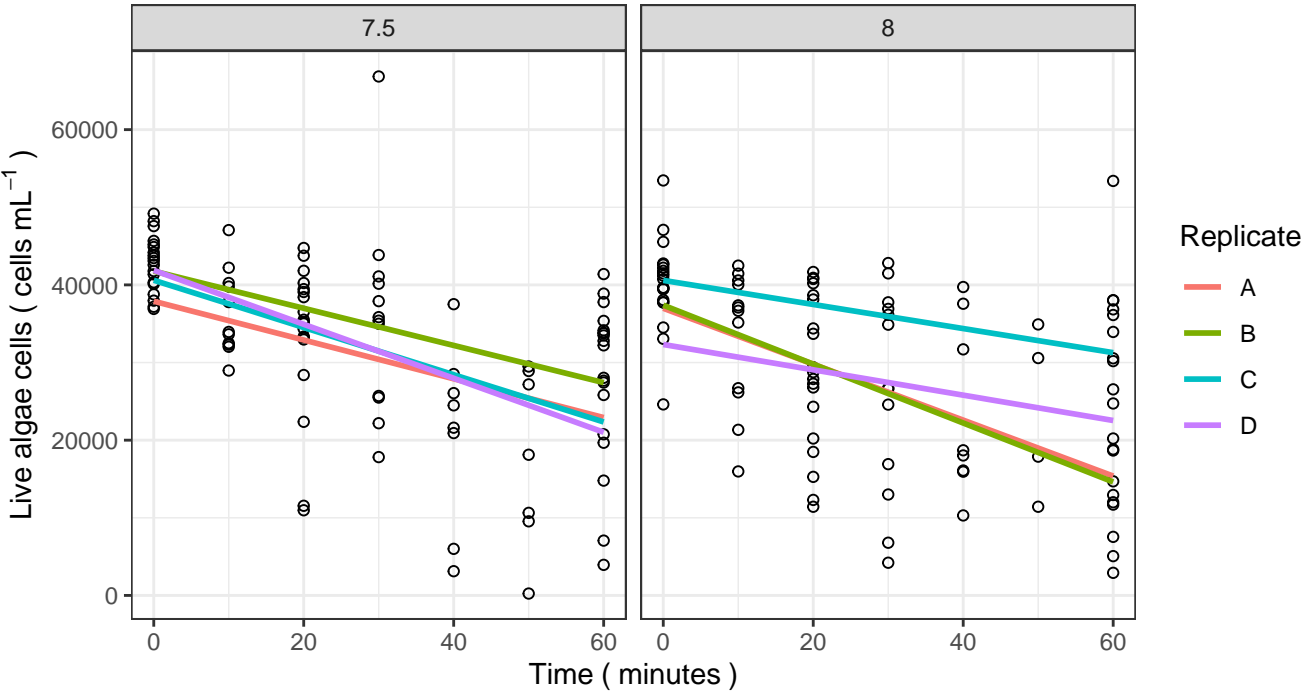 7.5
8
60000
40000
20000
0
Live algae cells ( cells mL⁻¹ )
0 20 40 60
0 20 40 60
Time ( minutes )
Replicate
A
B
C
D